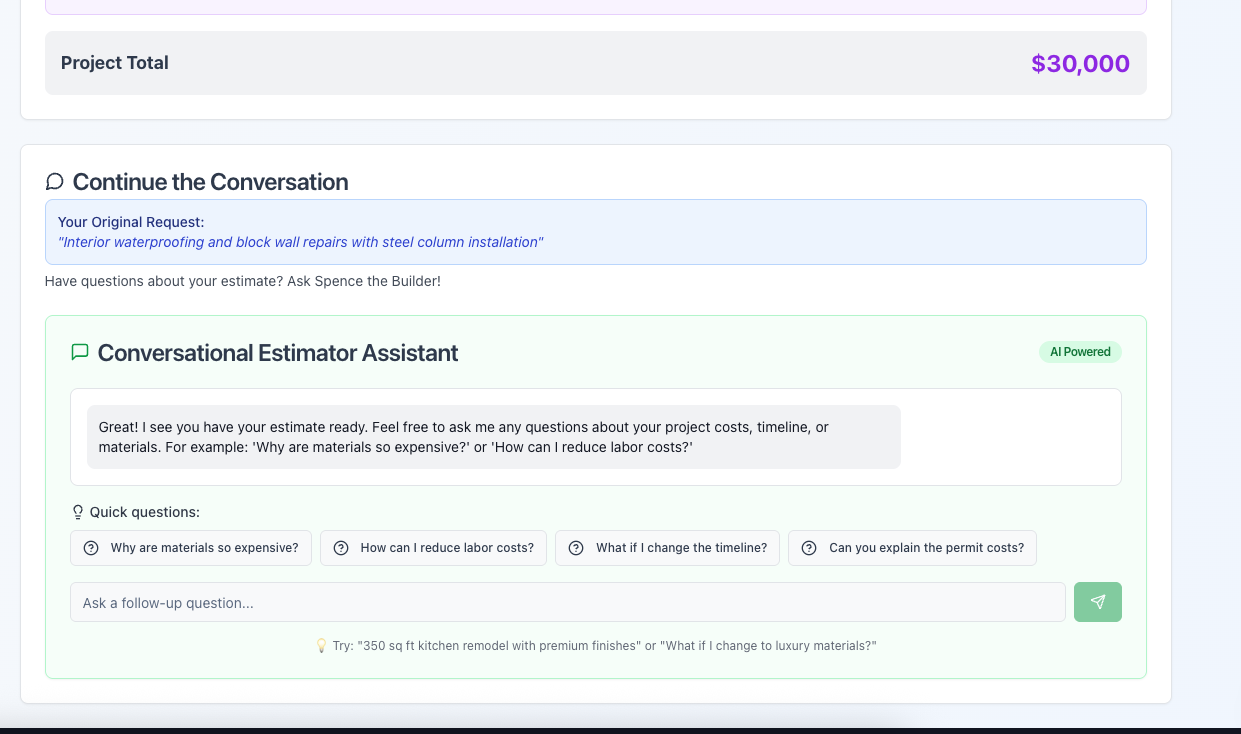 Project Total
$30,000
Continue the Conversation
Your Original Request:
"Interior waterproofing and block wall repairs with steel column installation"
Have questions about your estimate? Ask Spence the Builder!
Conversational Estimator Assistant
AI Powered
Great! I see you have your estimate ready. Feel free to ask me any questions about your project costs, timeline, or
materials. For example: 'Why are materials so expensive?' or 'How can I reduce labor costs?'
Quick questions:
Why are materials so expensive?
How can I reduce labor costs?
What if I change the timeline?
Can you explain the permit costs?
Ask a follow-up question...
Try: "350 sq ft kitchen remodel with premium finishes" or "What if I change to luxury materials?"